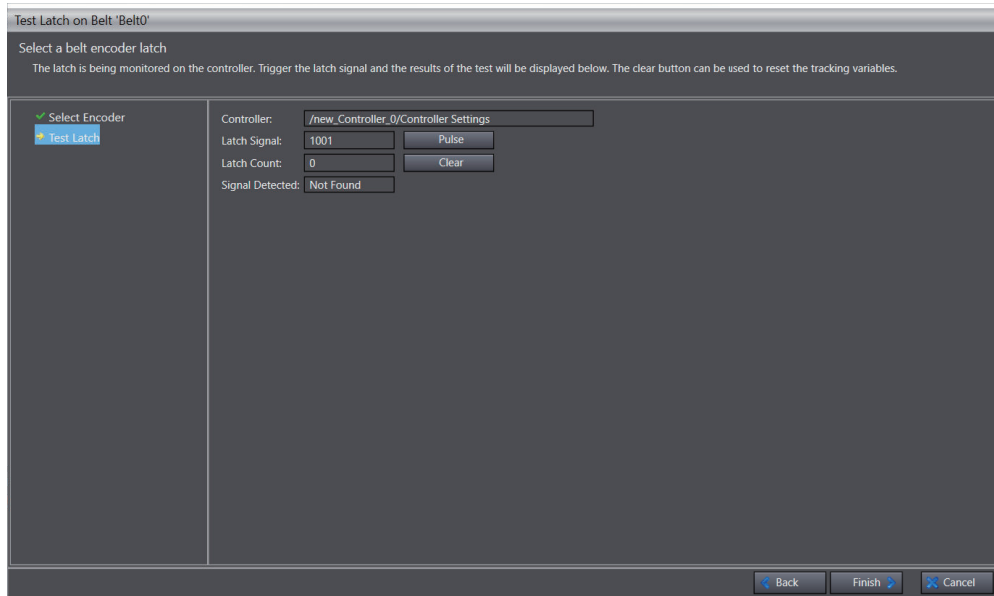 Test Latch on Belt 'Belt0'
Select a belt encoder latch
The latch is being monitored on the controller. Trigger the latch signal and the results of the test will be displayed below. The clear button can be used to reset the tracking variables.
Select Encoder
Test Latch
Controller: /new_Controller_0/Controller Settings
Latch Signal: 1001 Pulse
Latch Count: 0 Clear
Signal Detected: Not Found
Back Finish Cancel